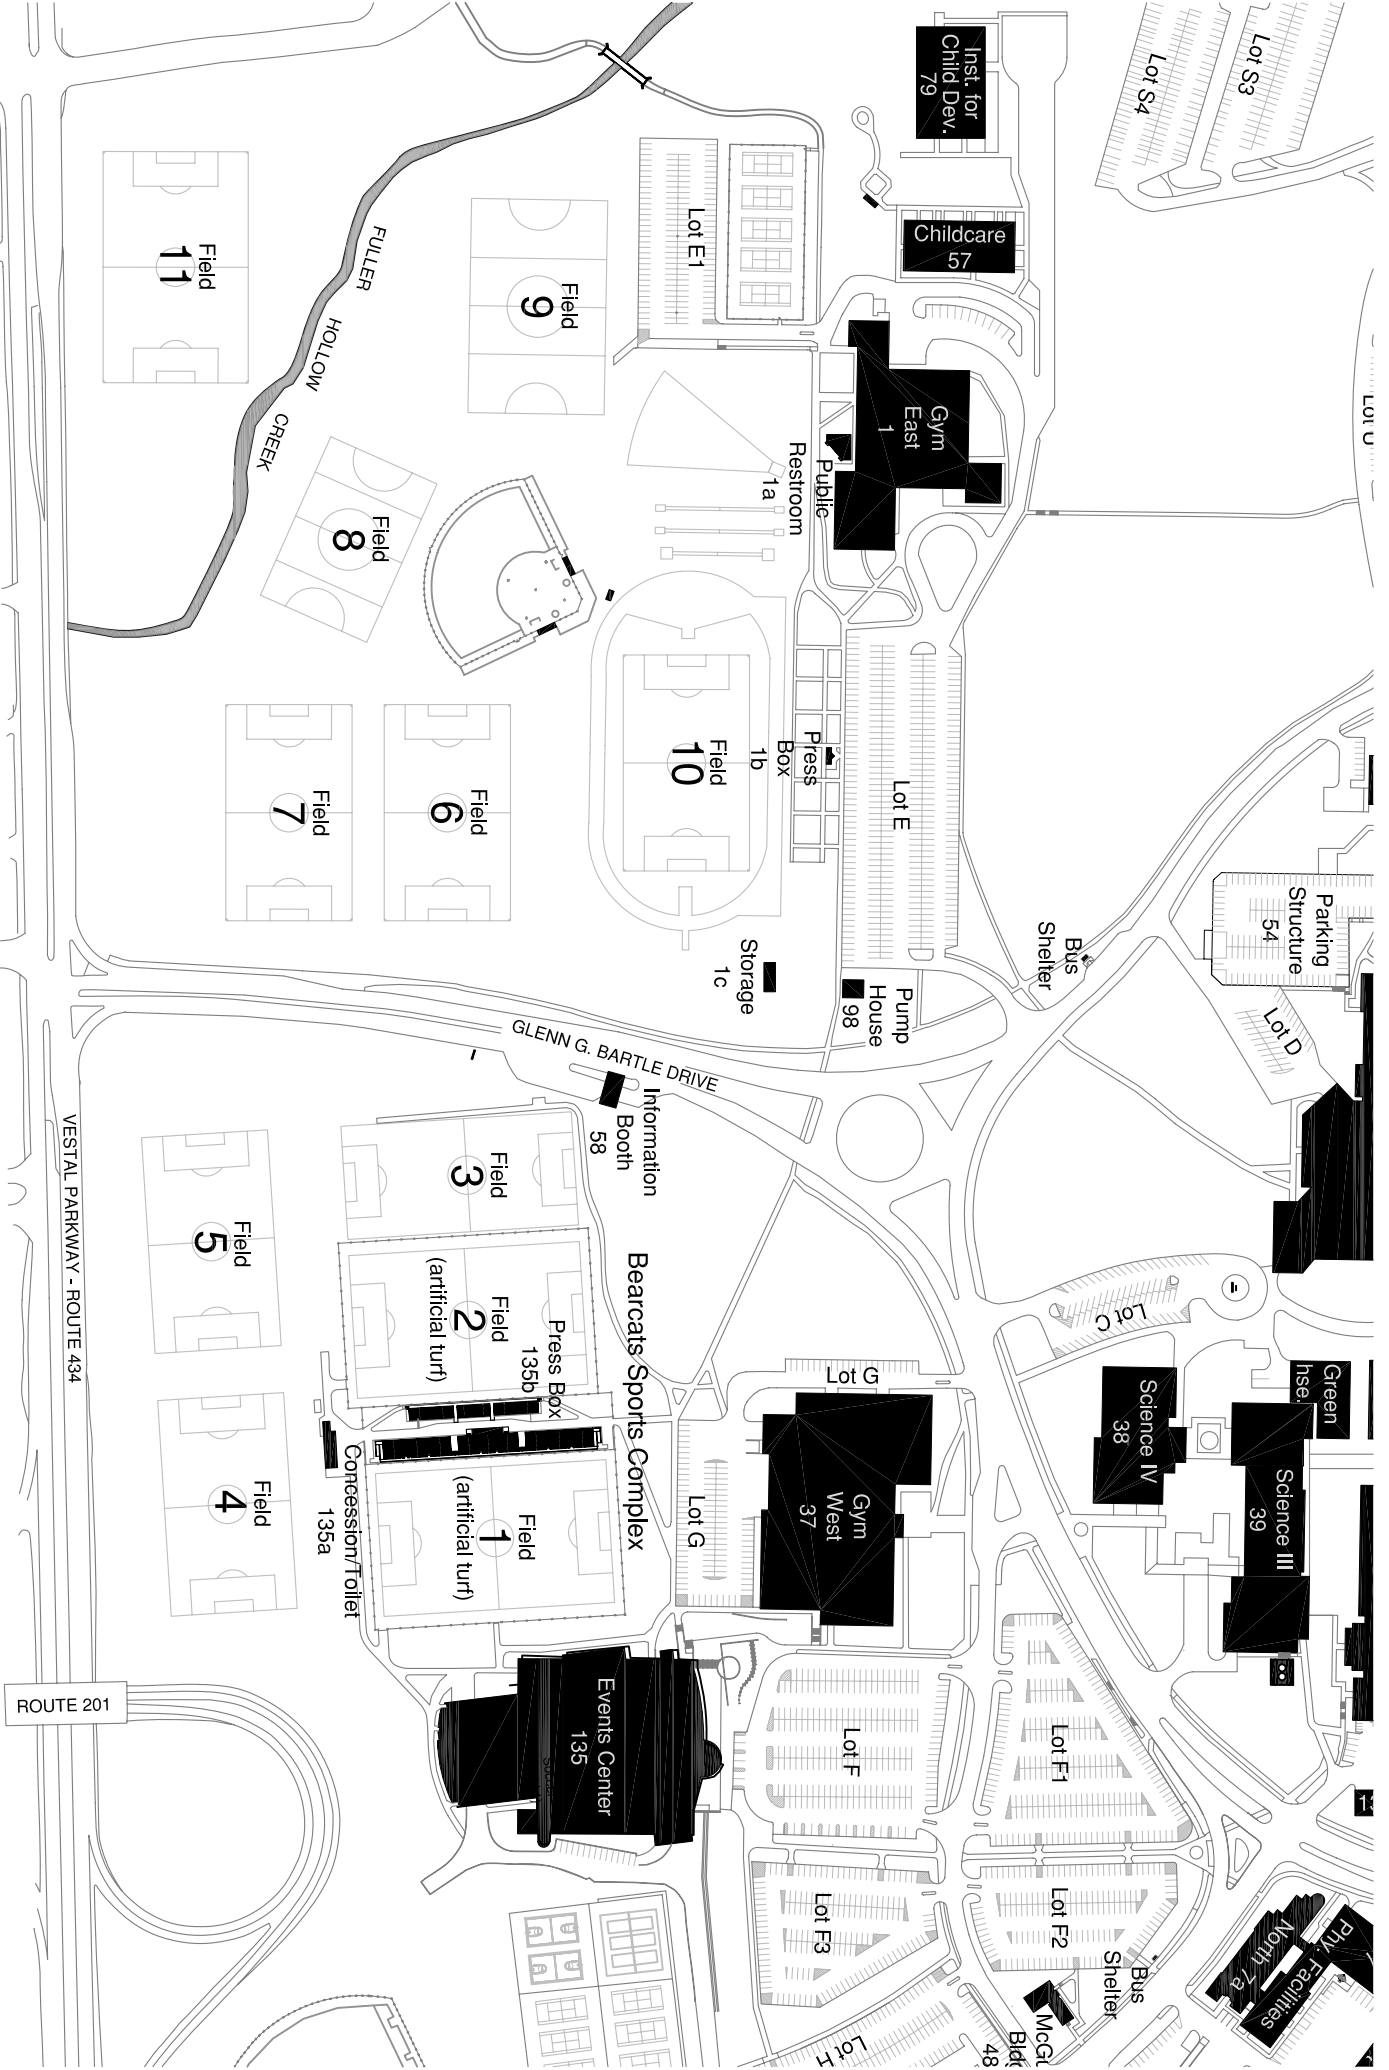 Lot S3
Lot S4
Inst. for
Child Dev.
79
Childcare
57
Lot E1
Field
11
FULLER
HOLLOW
CREEK
Field
9
Gym
East
1
Public
Restroom
1a
Field
8
Field
10
Press
Box
1b
Lot E
Field
6
Field
7
Parking
Structure
54
Bus
Shelter
Lot D
Storage
1c
Pump
House
98
GLENN G. BARTLE DRIVE
Information
Booth
58
VESTAL PARKWAY - ROUTE 434
Field
3
Field
5
Field
2
(artificial turf)
Press Box
135b
Bearcats Sports Complex
Lot C
Lot G
Science IV
38
Green
hse.
Science III
39
Gym
West
37
Lot G
Field
1
(artificial turf)
Concession/Toilet
135a
Field
4
ROUTE 201
Events Center
135
Lot F
Lot F1
Lot F2
Lot F3
Bus
Shelter
Lot H
48
North 7a
Phy. Facilities